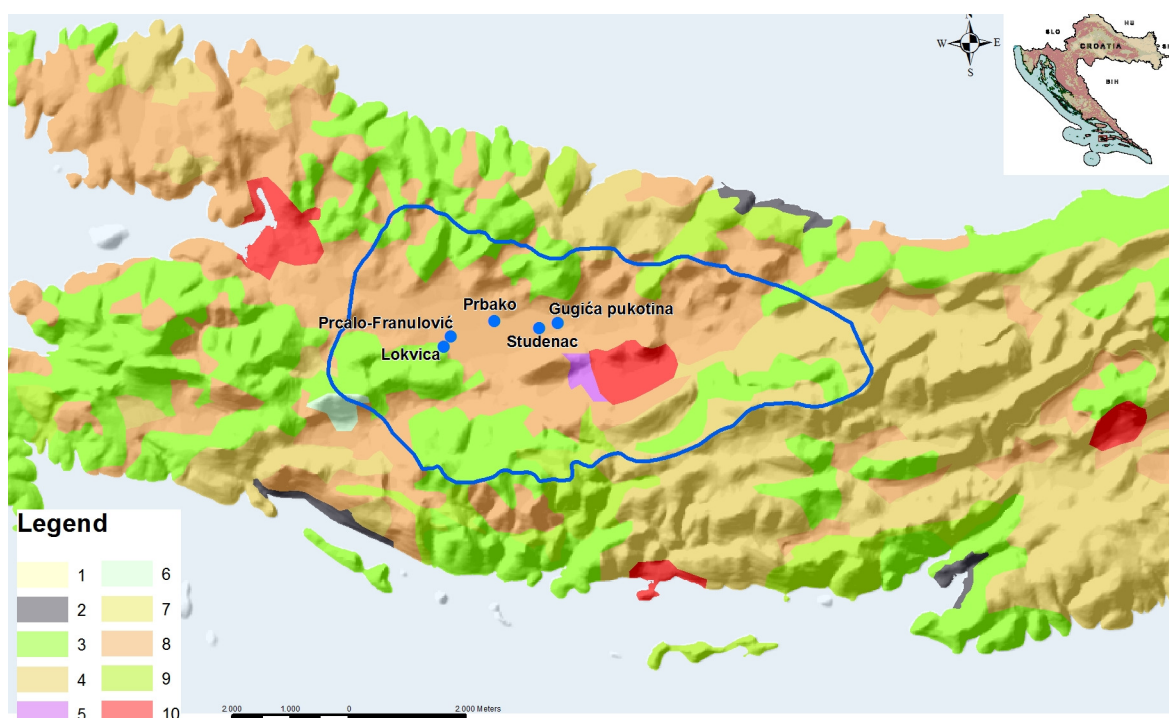 N
W E
S
SLO
HU
CROATIA
BIH
Prbako
Gugića pukotina
Prcalo-Franulović
Studenac
Lokvica
Legend
1 6
2 7
3 8
4 9
5 10
2.000 1.000 0 2.000 Meters